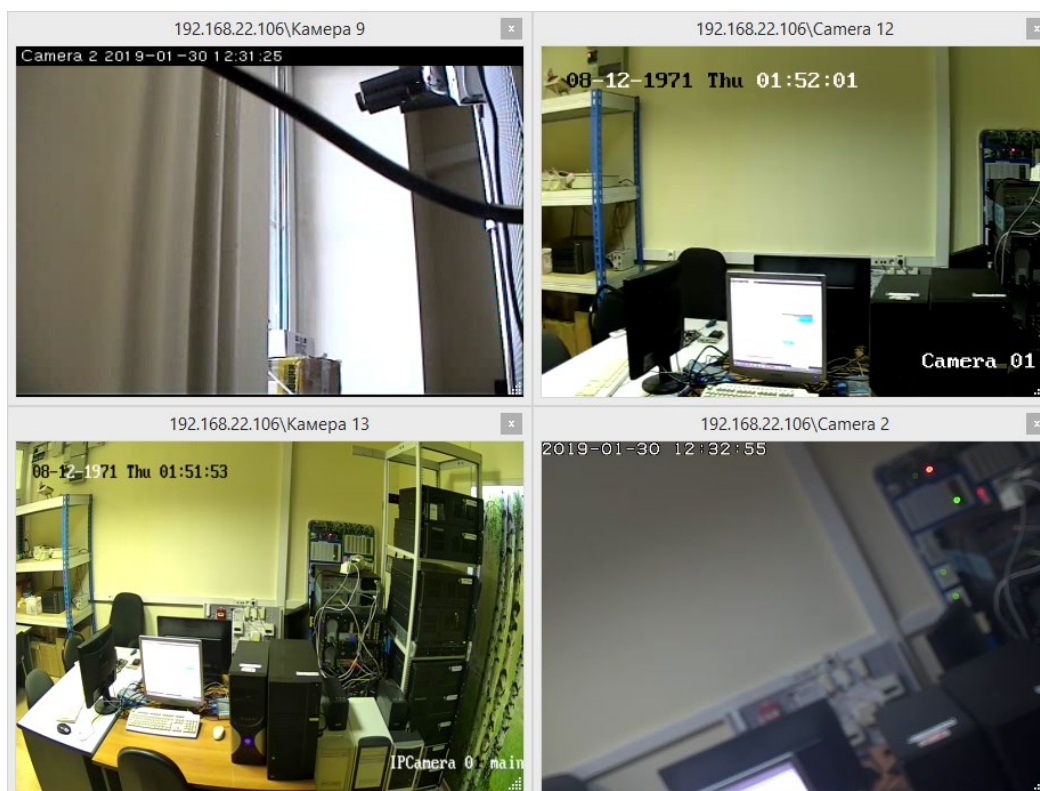 192.168.22.106\Камера 9
x
Camera 2 2019-01-30 12:31:25
192.168.22.106\Camera 12
x
08-12-1971 Thu 01:52:01
Camera 01
192.168.22.106\Камера 13
x
08-12-1971 Thu 01:51:53
IPCamera 0 main
192.168.22.106\Camera 2
x
2019-01-30 12:32:55